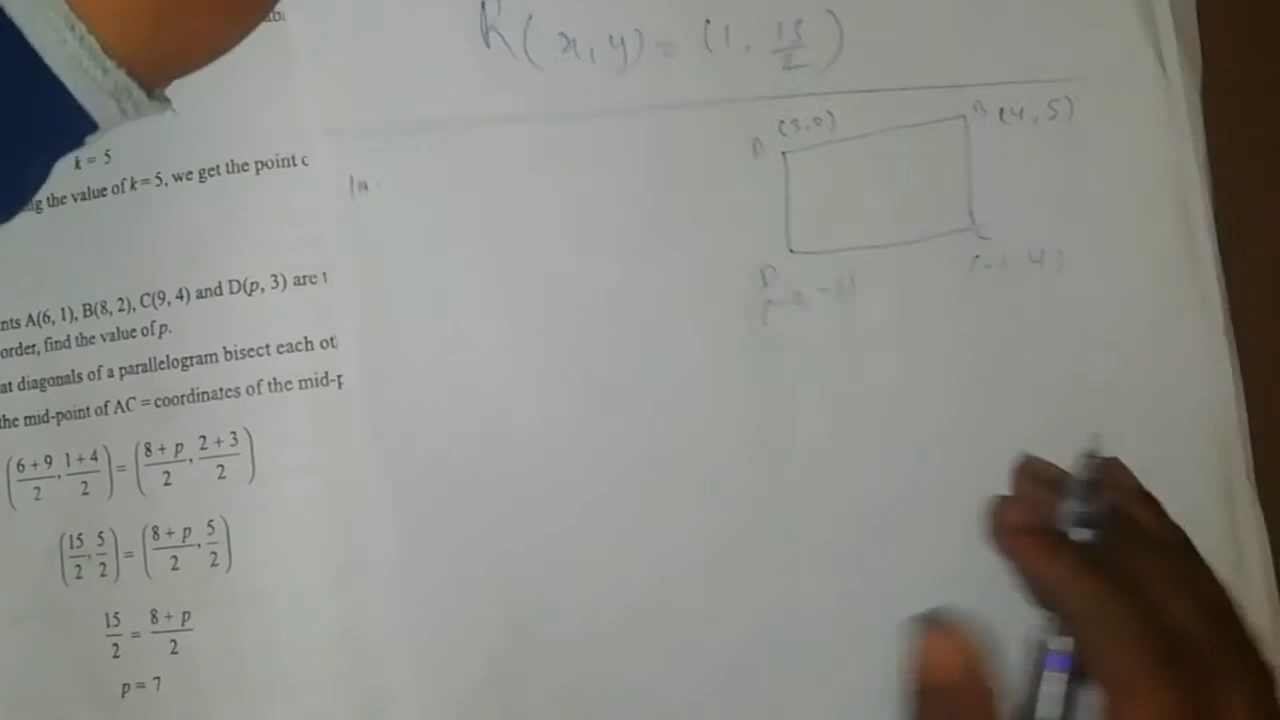 R(x, y) = (1, 13/2)
k = 5
g the value of k = 5, we get the point c
In
A (3,0)
B (4, 5)
C
D
nts A(6, 1), B(8, 2), C(9, 4) and D(p, 3) are t
order, find the value of p.
at diagonals of a parallelogram bisect each ot
the mid-point of AC = coordinates of the mid-p
((6 + 9)/2, (1 + 4)/2) = ((8 + p)/2, (2 + 3)/2)
(15/2, 5/2) = ((8 + p)/2, 5/2)
15/2 = (8 + p)/2
p = 7